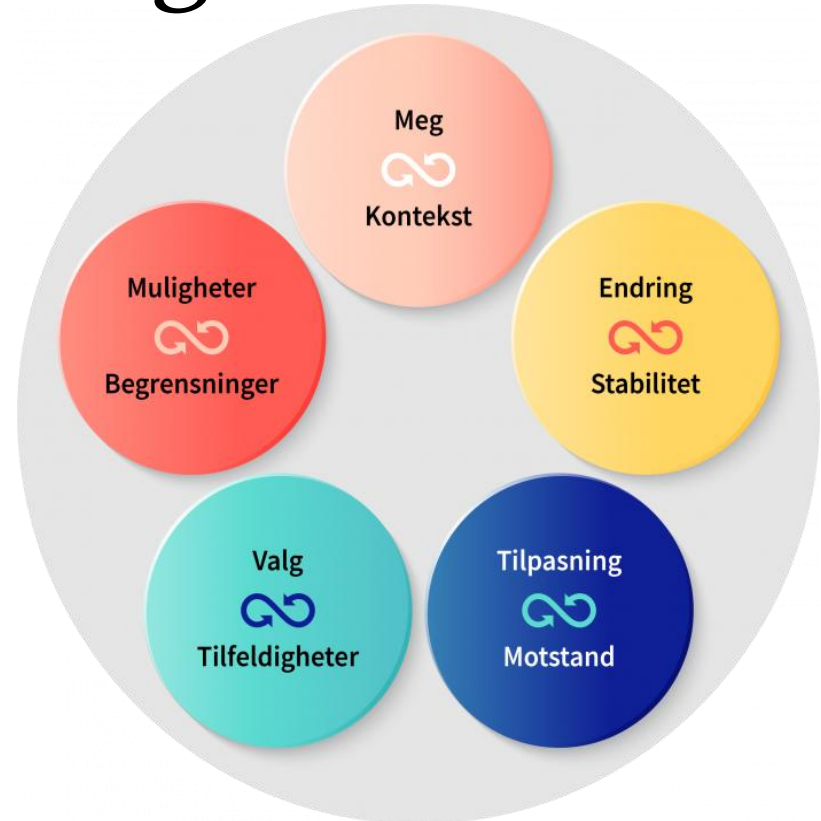 Meg
Kontekst
Muligheter
Begrensninger
Endring
Stabilitet
Valg
Tilfeldigheter
Tilpasning
Motstand